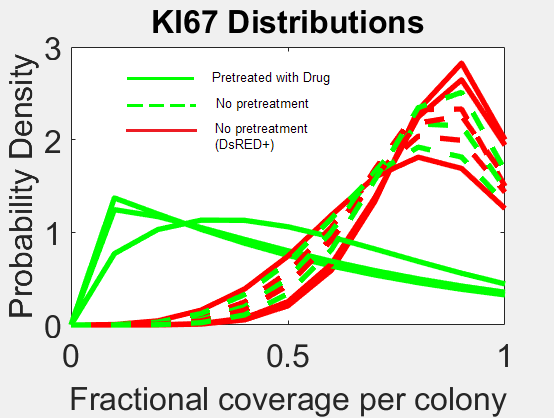 KI67 Distributions
Probability Density
3
2
1
0
Pretreated with Drug
No pretreatment
No pretreatment
(DsRED+)
0
0.5
1
Fractional coverage per colony